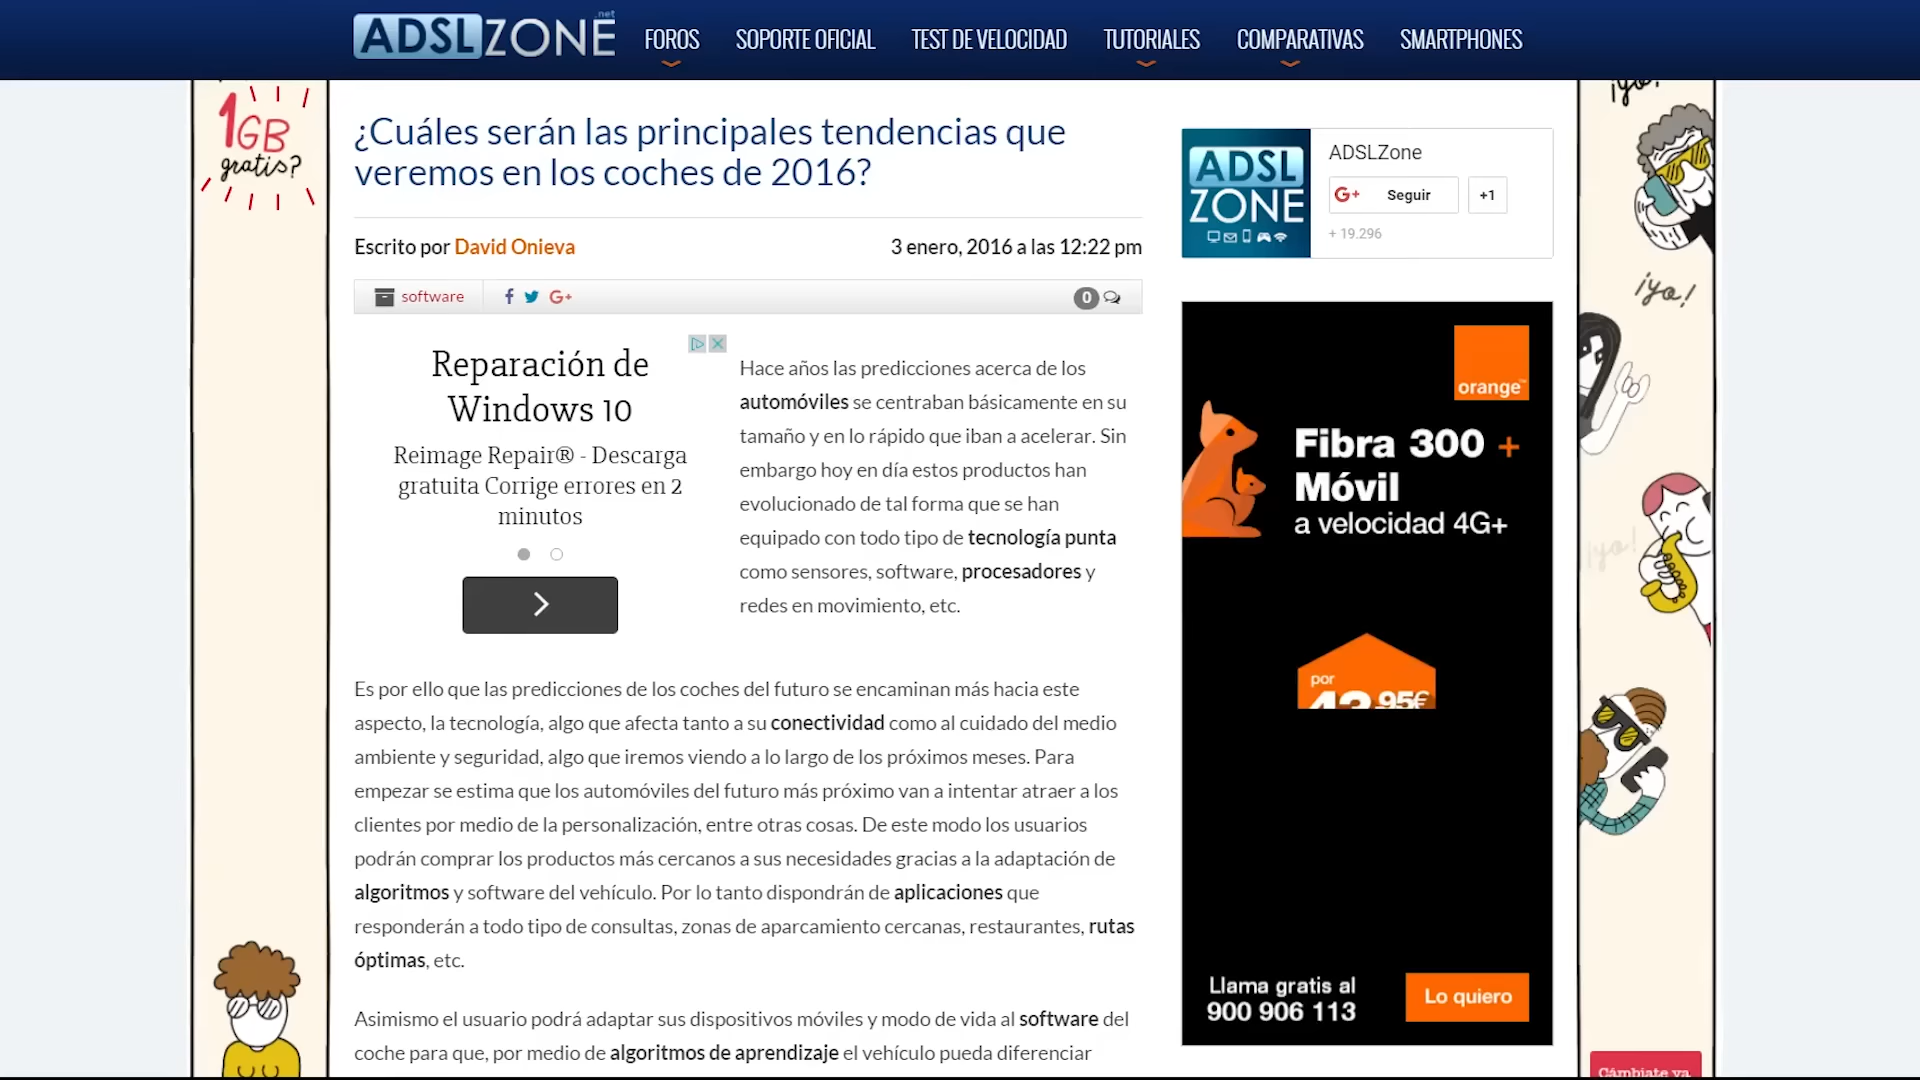 ADSLZONE.net
FOROS
SOPORTE OFICIAL
TEST DE VELOCIDAD
TUTORIALES
COMPARATIVAS
SMARTPHONES
1GB
gratis?
¿Cuáles serán las principales tendencias que
veremos en los coches de 2016?
Escrito por David Onieva
3 enero, 2016 a las 12:22 pm
software
0
Reparación de
Windows 10
Reimage Repair® - Descarga
gratuita Corrige errores en 2
minutos
Hace años las predicciones acerca de los
automóviles se centraban básicamente en su
tamaño y en lo rápido que iban a acelerar. Sin
embargo hoy en día estos productos han
evolucionado de tal forma que se han
equipado con todo tipo de tecnología punta
como sensores, software, procesadores y
redes en movimiento, etc.
Es por ello que las predicciones de los coches del futuro se encaminan más hacia este
aspecto, la tecnología, algo que afecta tanto a su conectividad como al cuidado del medio
ambiente y seguridad, algo que iremos viendo a lo largo de los próximos meses. Para
empezar se estima que los automóviles del futuro más próximo van a intentar atraer a los
clientes por medio de la personalización, entre otras cosas. De este modo los usuarios
podrán comprar los productos más cercanos a sus necesidades gracias a la adaptación de
algoritmos y software del vehículo. Por lo tanto dispondrán de aplicaciones que
responderán a todo tipo de consultas, zonas de aparcamiento cercanas, restaurantes, rutas
óptimas, etc.
Asimismo el usuario podrá adaptar sus dispositivos móviles y modo de vida al software del
coche para que, por medio de algoritmos de aprendizaje el vehículo pueda diferenciar
ADSL
ZONE
ADSLZone
G+ Seguir
+1
+ 19.296
orange™
Fibra 300 +
Móvil
a velocidad 4G+
por
43,95€
Llama gratis al
900 906 113
Lo quiero
¡yo!
¡yo!
¡yo!
Cámbiate ya